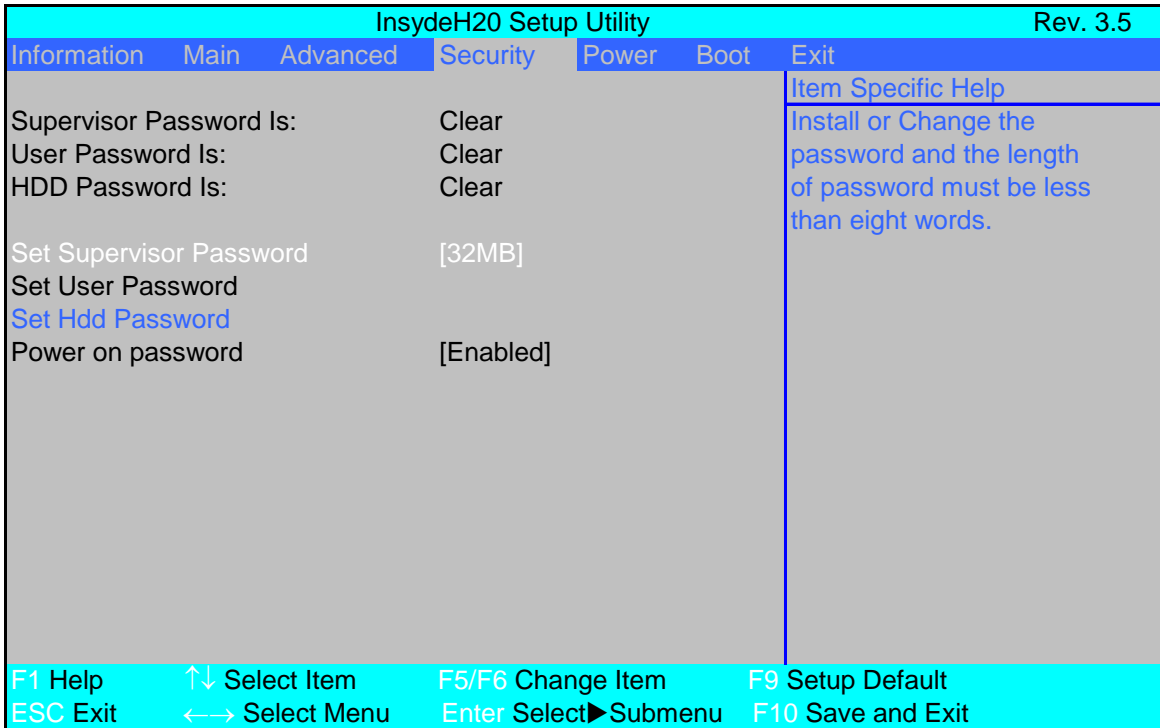 InsydeH20 Setup Utility Rev. 3.5
Information Main Advanced Security Power Boot Exit
Item Specific Help
Supervisor Password Is: Clear Install or Change the
User Password Is: Clear password and the length
HDD Password Is: Clear of password must be less
than eight words.
Set Supervisor Password [32MB]
Set User Password
Set Hdd Password
Power on password [Enabled]
F1 Help ↑↓ Select Item F5/F6 Change Item F9 Setup Default
ESC Exit ←→ Select Menu Enter Select▶Submenu F10 Save and Exit